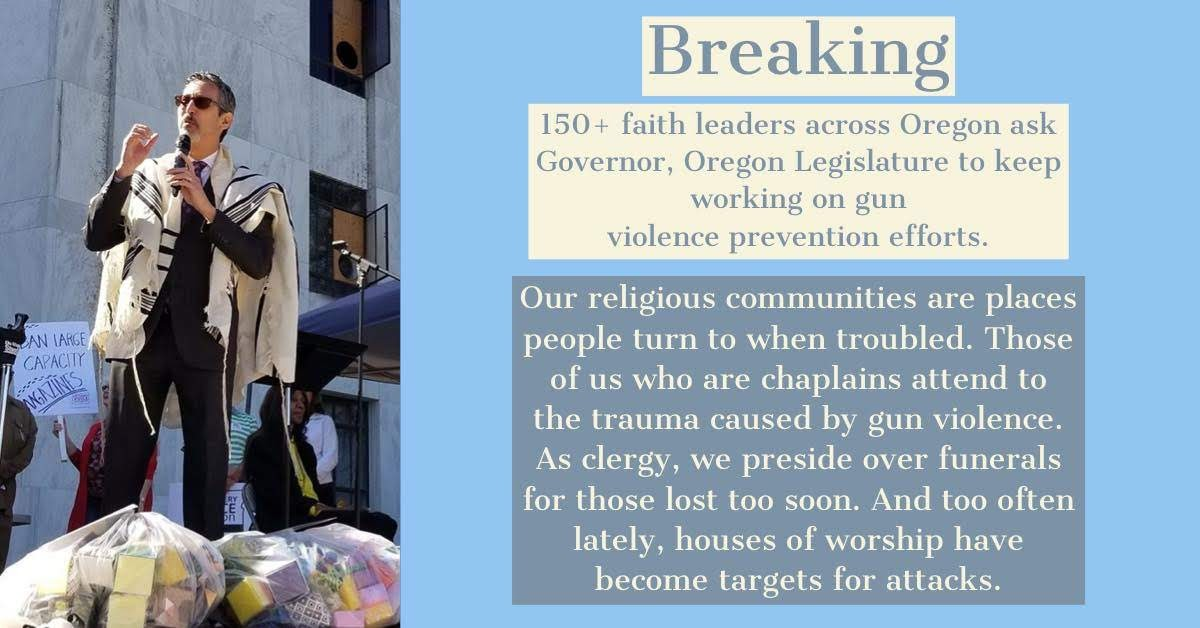 Breaking
150+ faith leaders across Oregon ask
Governor, Oregon Legislature to keep
working on gun
violence prevention efforts.
Our religious communities are places
people turn to when troubled. Those
of us who are chaplains attend to
the trauma caused by gun violence.
As clergy, we preside over funerals
for those lost too soon. And too often
lately, houses of worship have
become targets for attacks.
LARGE
CAPACITY
MAGAZINES